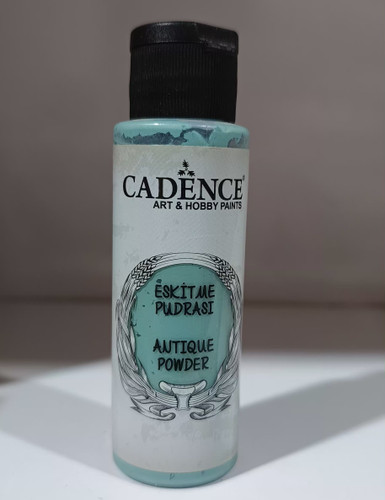 CADENCE
ART & HOBBY PAINTS
ESKİTME
PUDRASI
ANTIQUE
POWDER